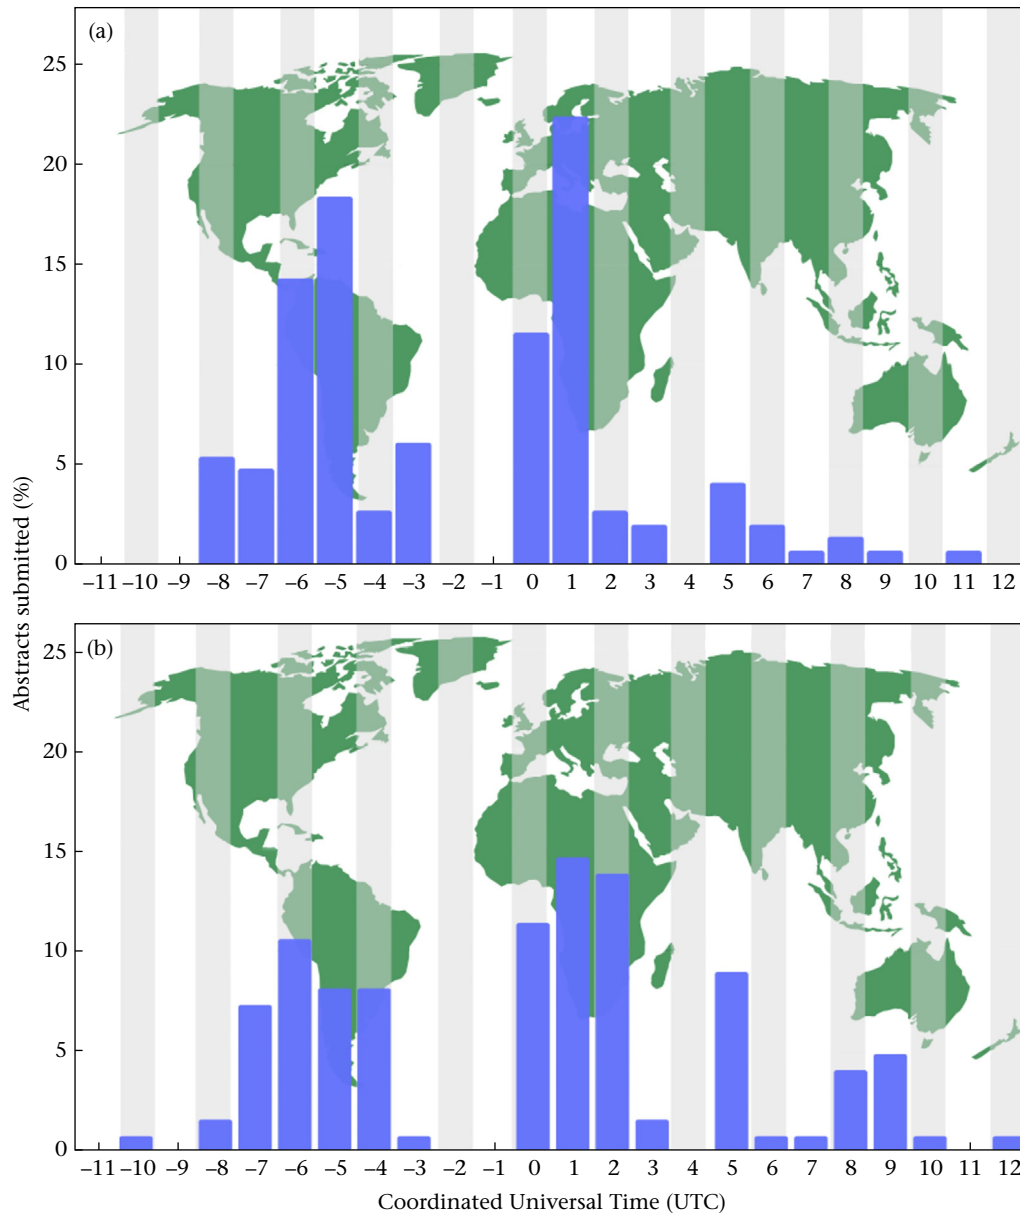 (a)
25
20
15
10
5
0
–11 –10 –9 –8 –7 –6 –5 –4 –3 –2 –1 0 1 2 3 4 5 6 7 8 9 10 11 12
Abstracts submitted (%)
(b)
25
20
15
10
5
0
–11 –10 –9 –8 –7 –6 –5 –4 –3 –2 –1 0 1 2 3 4 5 6 7 8 9 10 11 12
Coordinated Universal Time (UTC)